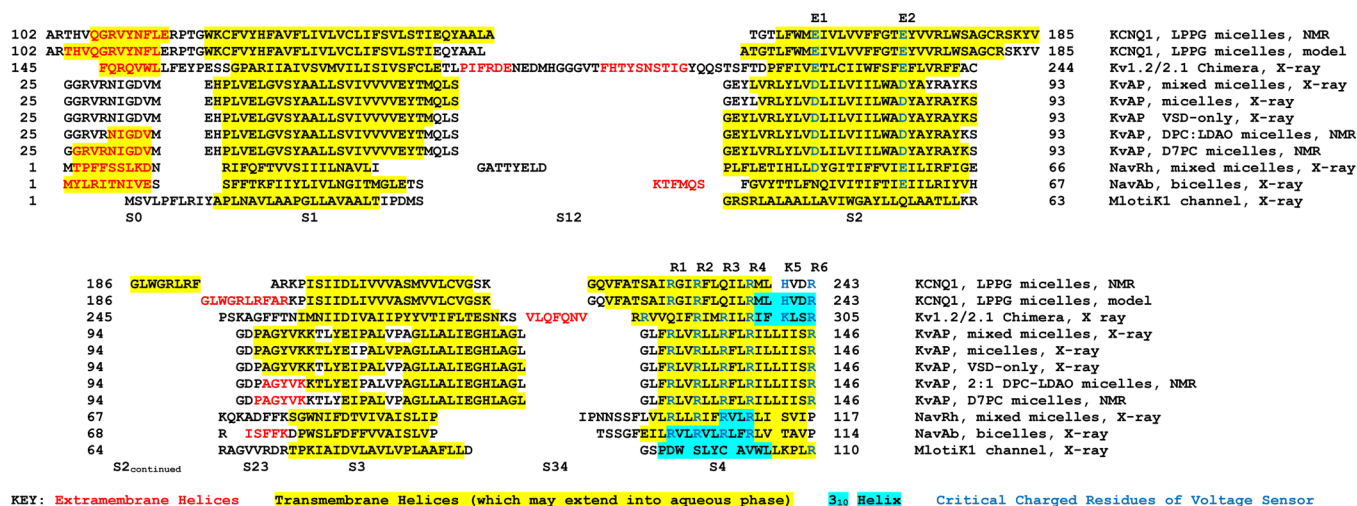 E1 E2
102 ARTHVQGRVYNFLERPTGWKCFVYHFAVFLIVLVCLIFSVLSTIEQYAALA TGTLFWMEIVLVVFFGTEYVVRLWSAGCRSKYV 185 KCNQ1, LPPG micelles, NMR
102 ARTHVQGRVYNFLERPTGWKCFVYHFAVFLIVLVCLIFSVLSTIEQYAAL ATGTLFWMEIVLVVFFGTEYVVRLWSAGCRSKYV 185 KCNQ1, LPPG micelles, model
145 FQRQVWLLFEYPESSGPARIIAIVSVMVILISIVSFCLETLPIFRDENEDMHGGGVTFHTYSNSTIGYQQSTSFTDPFFIVETLCIIWFSFEFLVRFFAC 244 Kv1.2/2.1 Chimera, X-ray
25 GGRVRNIGDVM EHPLVELGVSYAALLSVIVVVVEYTMQLS GEYLVRLYLVDLILVIILWADYAYRAYKS 93 KvAP, mixed micelles, X-ray
25 GGRVRNIGDVM EHPLVELGVSYAALLSVIVVVVEYTMQLS GEYLVRLYLVDLILVIILWADYAYRAYKS 93 KvAP, micelles, X-ray
25 GGRVRNIGDVM EHPLVELGVSYAALLSVIVVVVEYTMQLS GEYLVRLYLVDLILVIILWADYAYRAYKS 93 KvAP VSD-only, X-ray
25 GGRVRNIGDVM EHPLVELGVSYAALLSVIVVVVEYTMQLS GEYLVRLYLVDLILVIILWADYAYRAYKS 93 KvAP, DPC:LDAO micelles, NMR
25 GGRVRNIGDVM EHPLVELGVSYAALLSVIVVVVEYTMQLS GEYLVRLYLVDLILVIILWADYAYRAYKS 93 KvAP, D7PC micelles, NMR
1 MTPFFSSLKDN RIFQFTVVSIIILNAVLI GATTYELD PLFLETIHLLDYGITIFFVIEILIRFIGE 66 NavRh, mixed micelles, X-ray
1 MYLRITNIVES SFFTKFIIYLIVLNGITMGLETS KTFMQS FGVYTTLFNQIVITIFTIEIILRIYVH 67 NavAb, bicelles, X-ray
1 MSVLPFLRIYAPLNAVLAAPGLLAVAALTIPDMS GRSRLALAALLAVIWGAYLLQLAATLLKR 63 MlotiK1 channel, X-ray
S0 S1 S12 S2
R1 R2 R3 R4 K5 R6
186 GLWGRLRF ARKPISIIDLIVVVASMVVLCVGSK GQVFATSAIRGIRFLQILRML HVDR 243 KCNQ1, LPPG micelles, NMR
186 GLWGRLRFARKPISIIDLIVVVASMVVLCVGSK GQVFATSAIRGIRFLQILRML HVDR 243 KCNQ1, LPPG micelles, model
245 PSKAGFFTNIMNIIDIVAIIPYYVTIFLTESNKS VLQFQNV RRVVQIFRIMRILRIF KLSR 305 Kv1.2/2.1 Chimera, X ray
94 GDPAGYVKKTLYEIPALVPAGLLALIEGHLAGL GLFRLVRLLRFLRILLIISR 146 KvAP, mixed micelles, X-ray
94 GDPAGYVKKTLYEIPALVPAGLLALIEGHLAGL GLFRLVRLLRFLRILLIISR 146 KvAP, micelles, X-ray
94 GDPAGYVKKTLYEIPALVPAGLLALIEGHLAGL GLFRLVRLLRFLRILLIISR 146 KvAP, VSD-only, X-ray
94 GDPAGYVKKTLYEIPALVPAGLLALIEGHLAGL GLFRLVRLLRFLRILLIISR 146 KvAP, 2:1 DPC-LDAO micelles, NMR
94 GDPAGYVKKTLYEIPALVPAGLLALIEGHLAGL GLFRLVRLLRFLRILLIISR 146 KvAP, D7PC micelles, NMR
67 KQKADFFKSGWNIFDTVIVAISLIP IPNNSSFLVLRLLRIFRVLRLI SVIP 117 NavRh, mixed micelles, X-ray
68 R ISFFKDPWSLFDFFVVAISLVP TSSGFEILRVLRVLRLFRLV TAVP 114 NavAb, bicelles, X-ray
64 RAGVVRDRTPKIAIDVLAVLVPLAAFLLD GSPDW SLYC AVWLLKPLR 110 MlotiK1 channel, X-ray
S2continued S23 S3 S34 S4
KEY: Extramembrane Helices Transmembrane Helices (which may extend into aqueous phase) 310 Helix Critical Charged Residues of Voltage Sensor